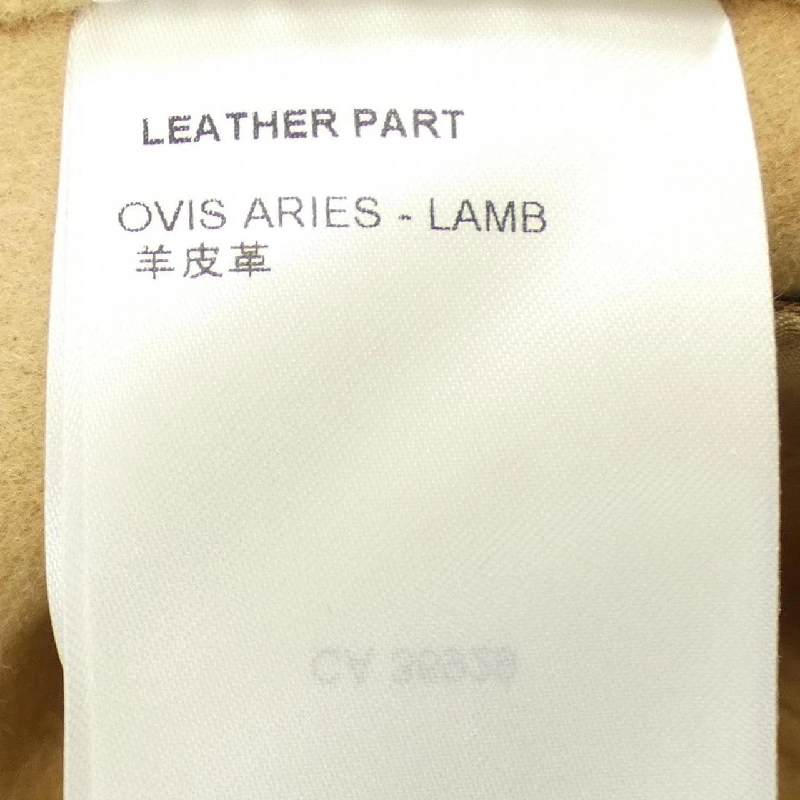 LEATHER PART
OVIS ARIES - LAMB
羊皮革